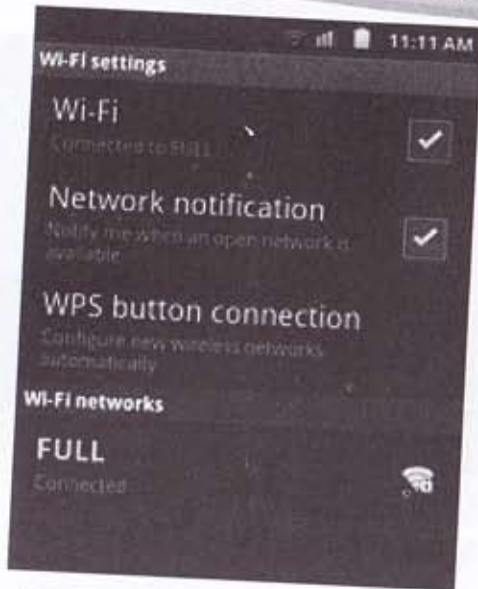 11:11 AM
Wi-Fi settings
Wi-Fi
Connected to FULL
Network notification
Notify me when an open network is
available
WPS button connection
Configure new wireless networks
automatically
Wi-Fi networks
FULL
Connected